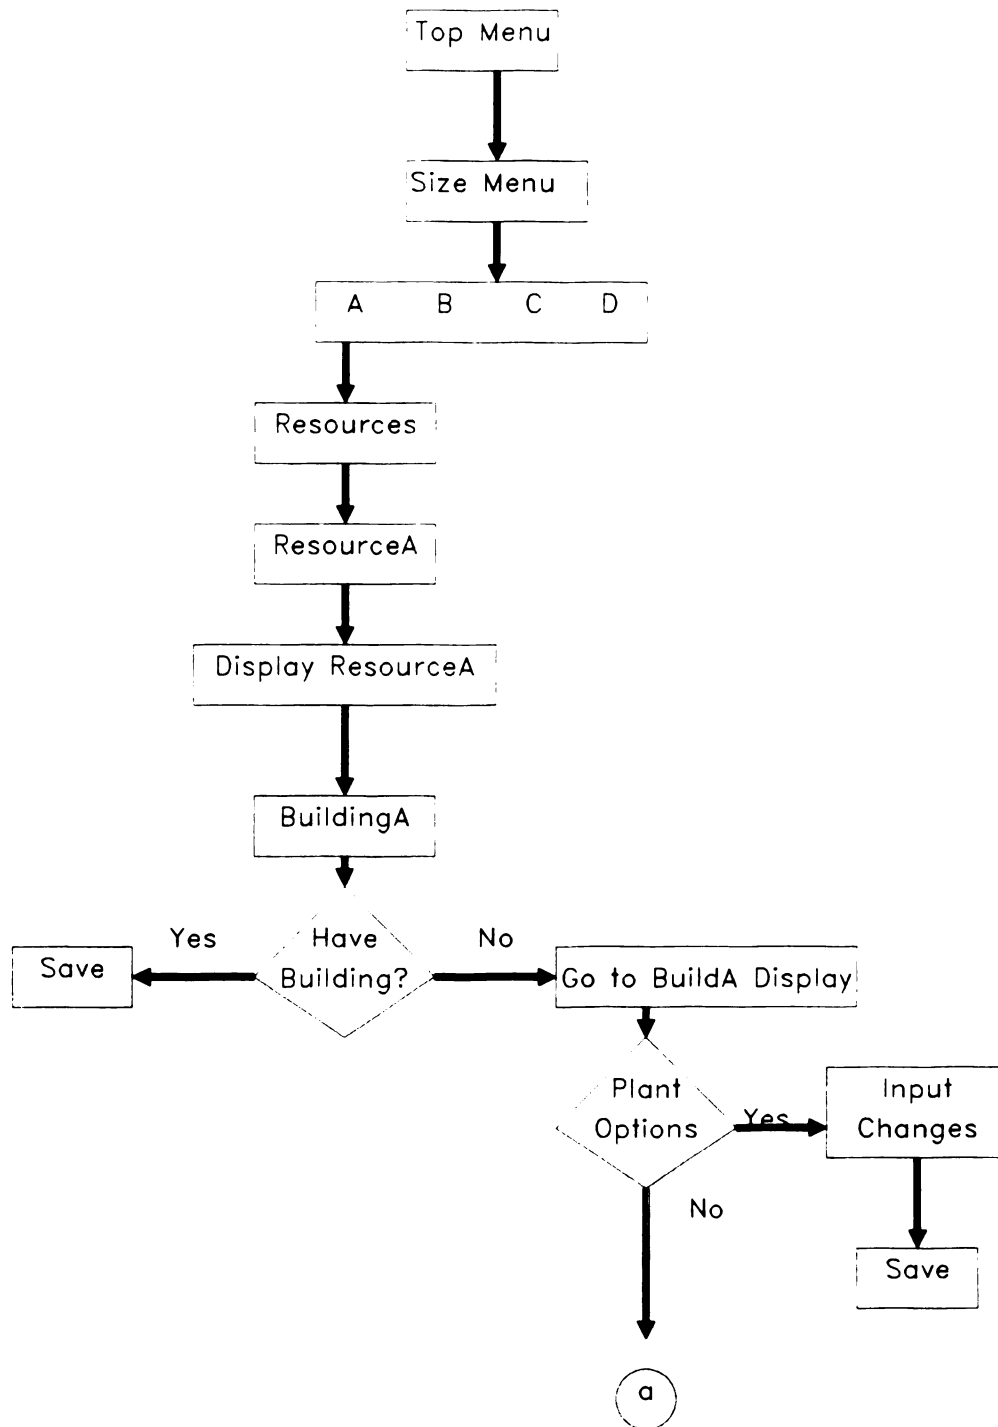 Top Menu
Size Menu
A B C D
Resources
ResourceA
Display ResourceA
BuildingA
Have
Building?
Yes
No
Save
Go to BuildA Display
Plant
Options
Yes
Input
Changes
No
Save
a